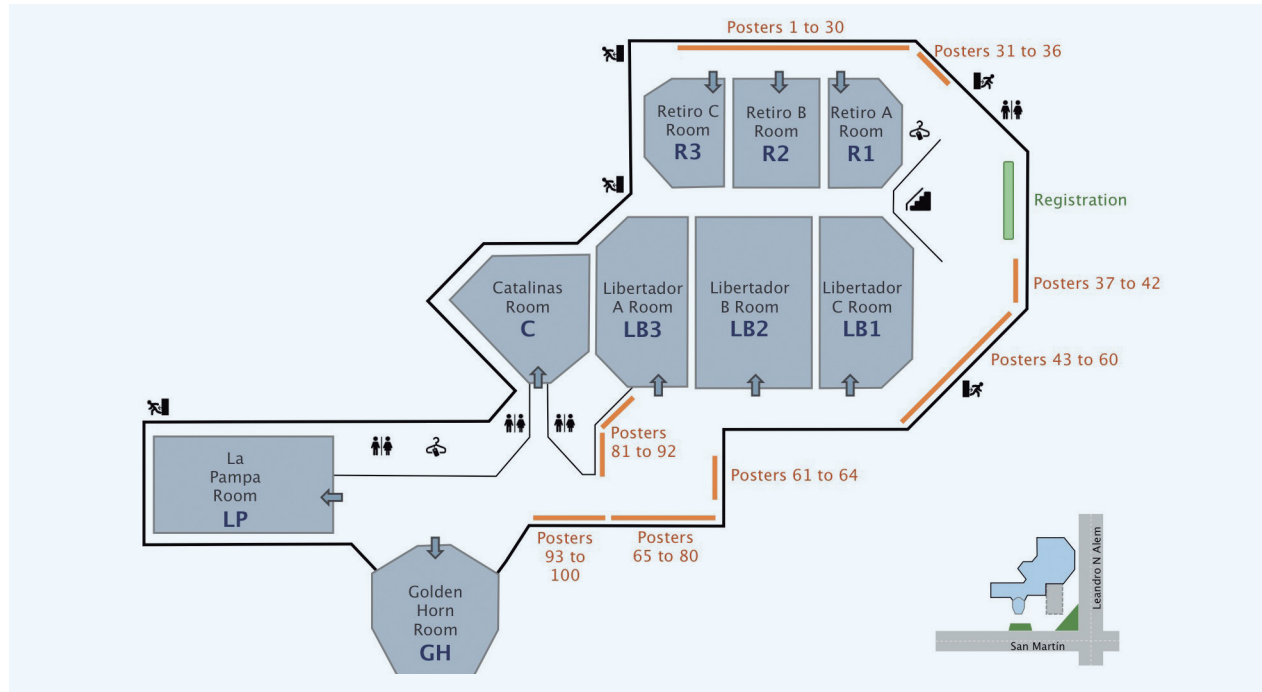 Posters 1 to 30
Posters 31 to 36
Retiro C
Room
R3
Retiro B
Room
R2
Retiro A
Room
R1
Registration
Catalinas
Room
C
Libertador
A Room
LB3
Libertador
B Room
LB2
Libertador
C Room
LB1
Posters 37 to 42
Posters 43 to 60
Posters
81 to 92
Posters 61 to 64
La
Pampa
Room
LP
Posters
93 to
100
Posters
65 to 80
Golden
Horn
Room
GH
Leandro N Alem
San Martín